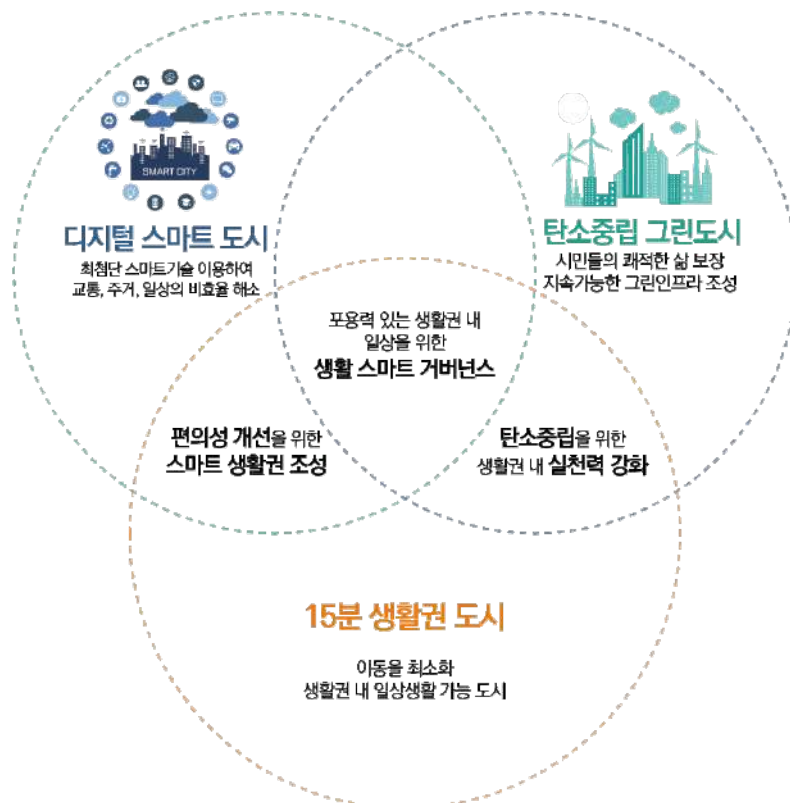 SMART CITY
디지털 스마트 도시
최첨단 스마트기술 이용하여
교통, 주거, 일상의 비효율 해소
탄소중립 그린도시
시민들의 쾌적한 삶 보장
지속가능한 그린인프라 조성
포용력 있는 생활권 내
일상을 위한
생활 스마트 거버넌스
편의성 개선을 위한
스마트 생활권 조성
탄소중립을 위한
생활권 내 실천력 강화
15분 생활권 도시
이동을 최소화
생활권 내 일상생활 가능 도시